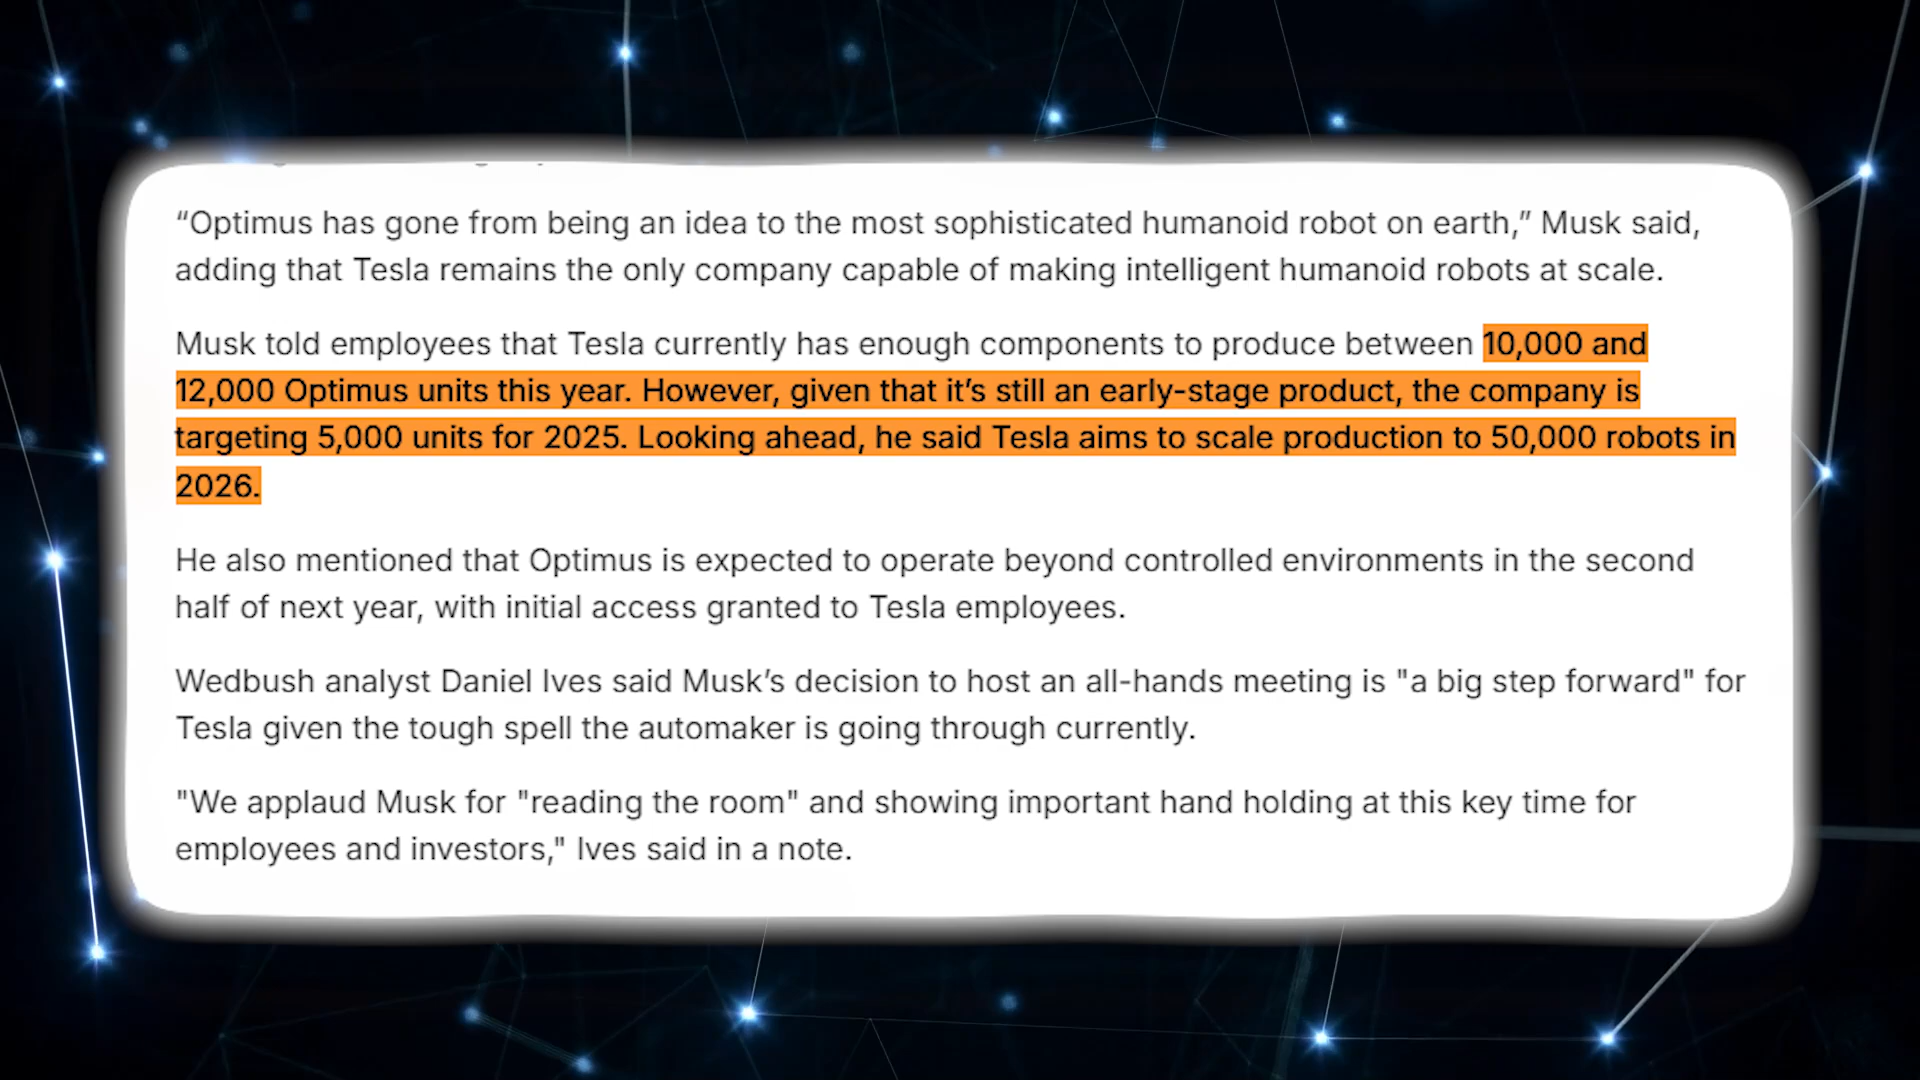 “Optimus has gone from being an idea to the most sophisticated humanoid robot on earth,” Musk said,
adding that Tesla remains the only company capable of making intelligent humanoid robots at scale.
Musk told employees that Tesla currently has enough components to produce between 10,000 and
12,000 Optimus units this year. However, given that it’s still an early-stage product, the company is
targeting 5,000 units for 2025. Looking ahead, he said Tesla aims to scale production to 50,000 robots in
2026.
He also mentioned that Optimus is expected to operate beyond controlled environments in the second
half of next year, with initial access granted to Tesla employees.
Wedbush analyst Daniel Ives said Musk’s decision to host an all-hands meeting is "a big step forward" for
Tesla given the tough spell the automaker is going through currently.
"We applaud Musk for "reading the room" and showing important hand holding at this key time for
employees and investors," Ives said in a note.